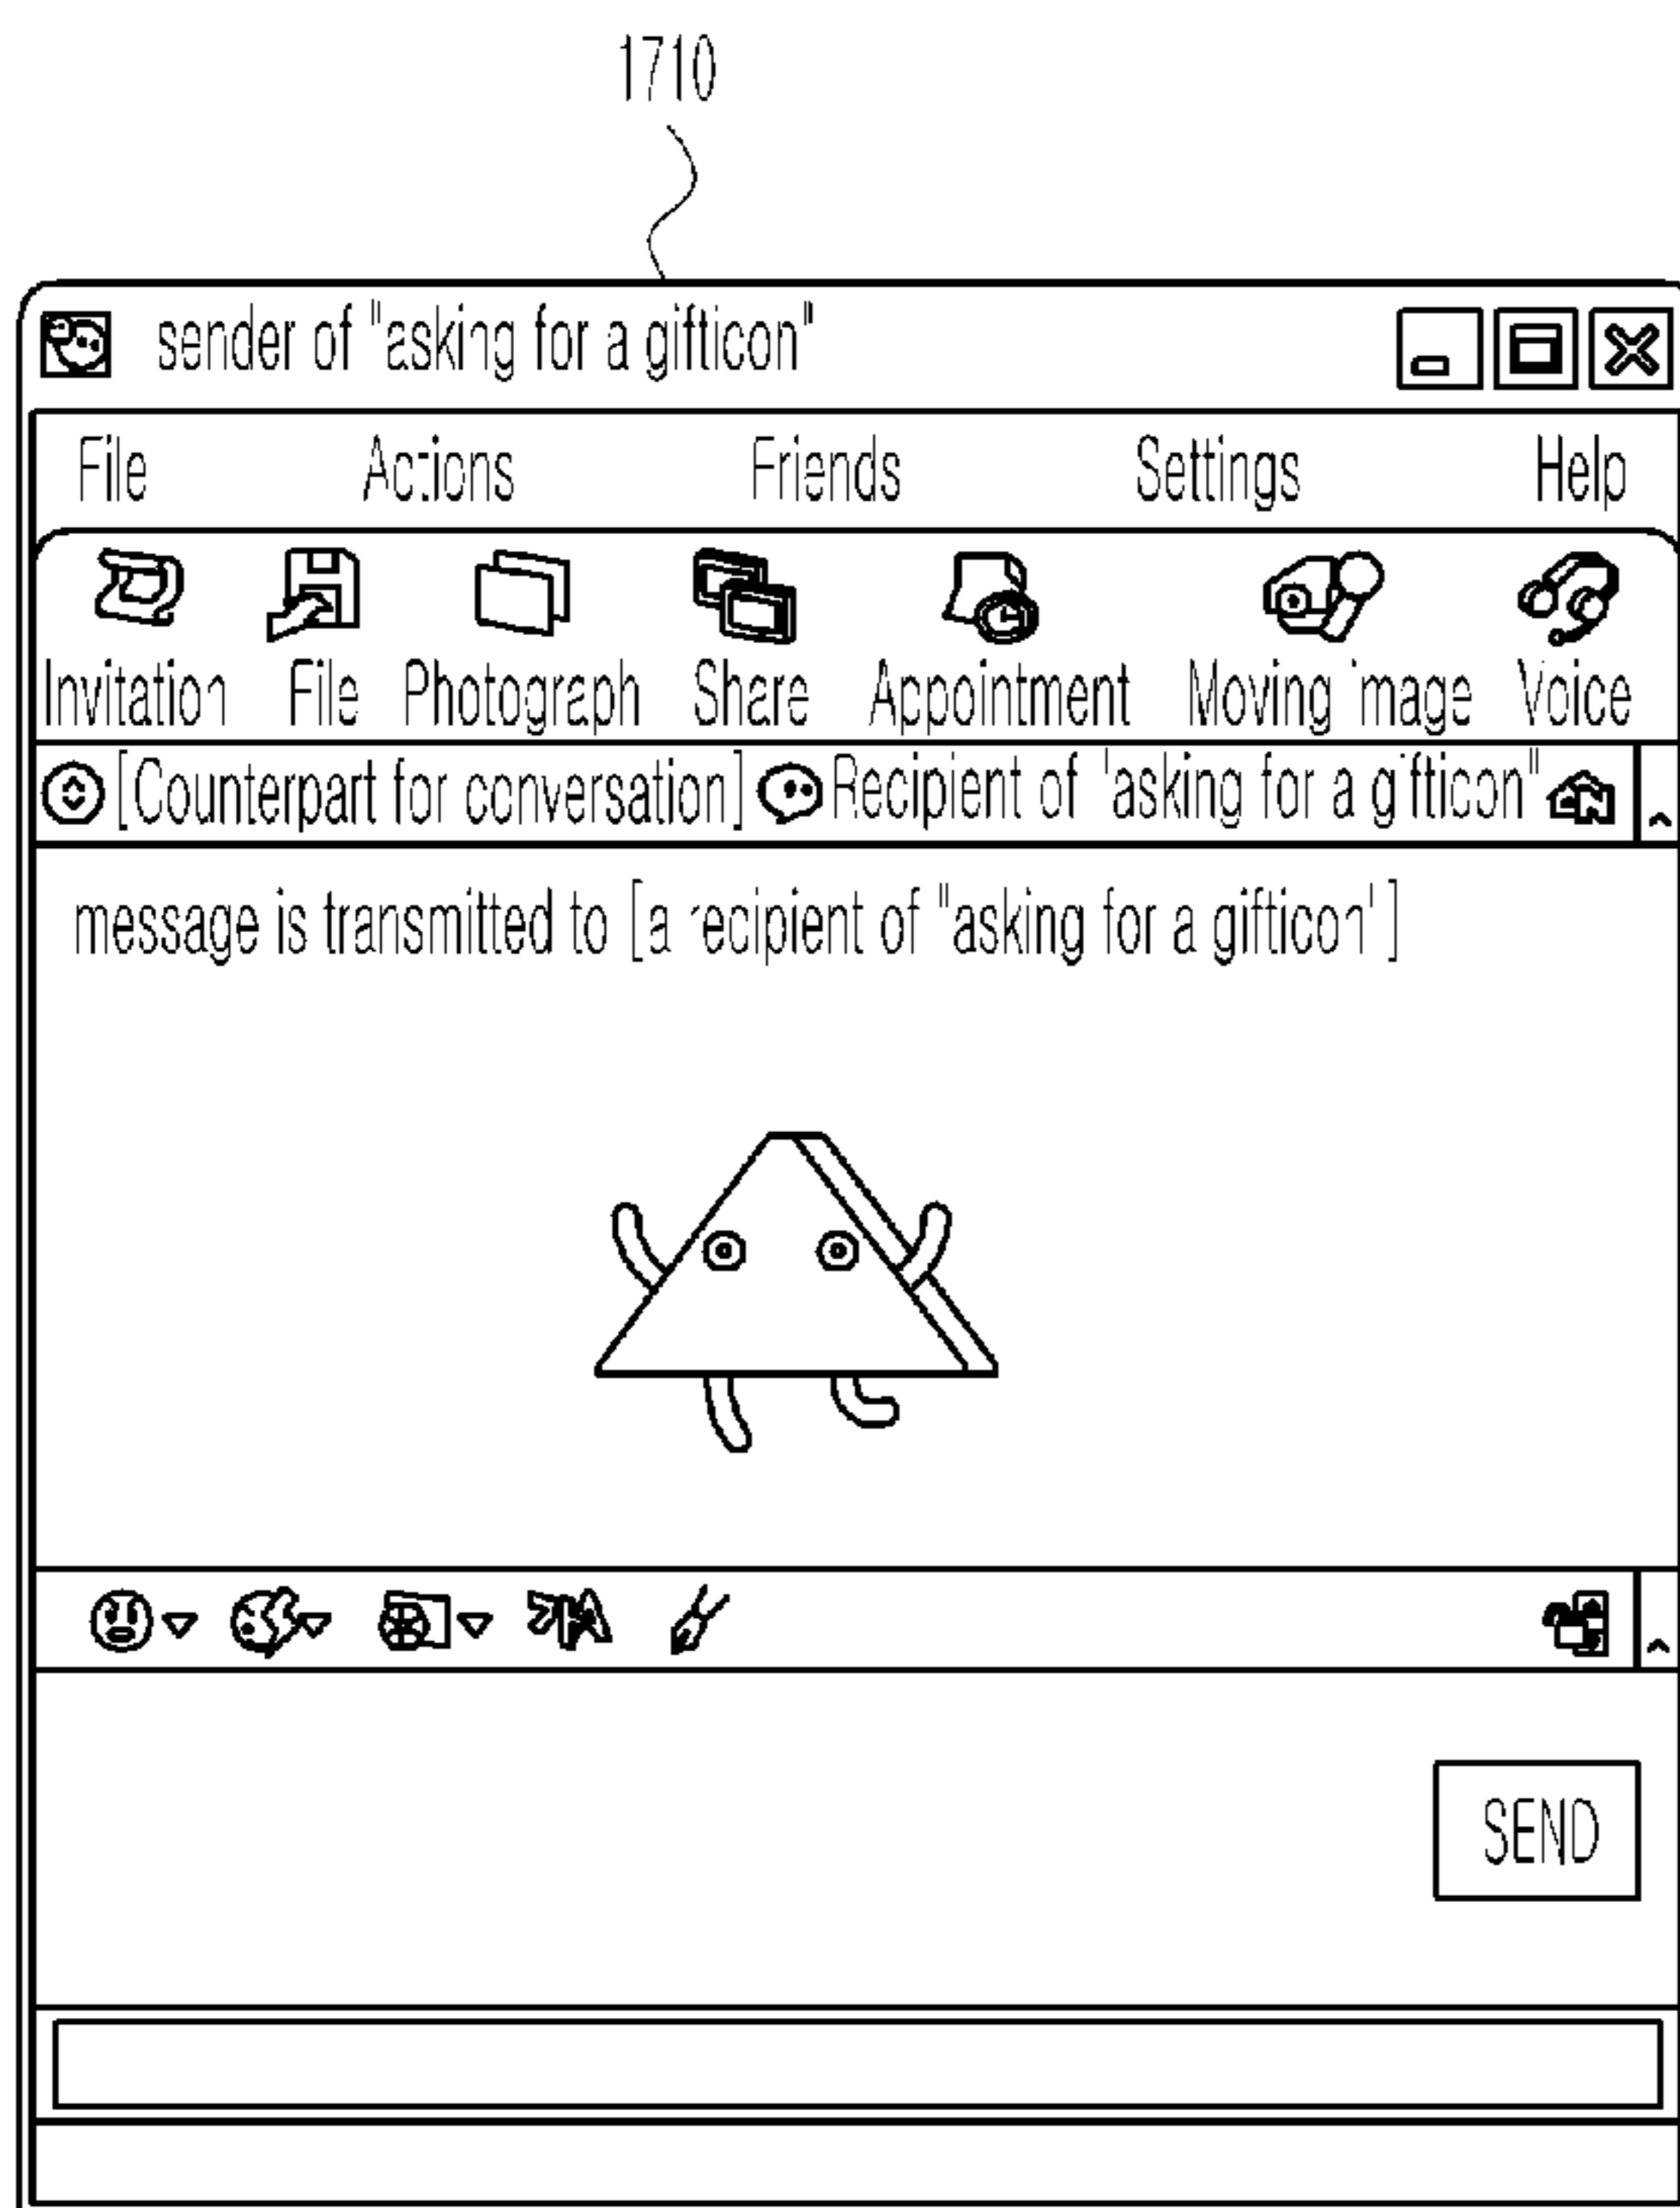 1710
sender of "asking for a gifticon"
File Actions Friends Settings Help
Invitation File Photograph Share Appointment Moving image Voice
[Counterpart for conversation] Recipient of "asking for a gifticon"
message is transmitted to [a recipient of "asking for a gifticon"]
SEND